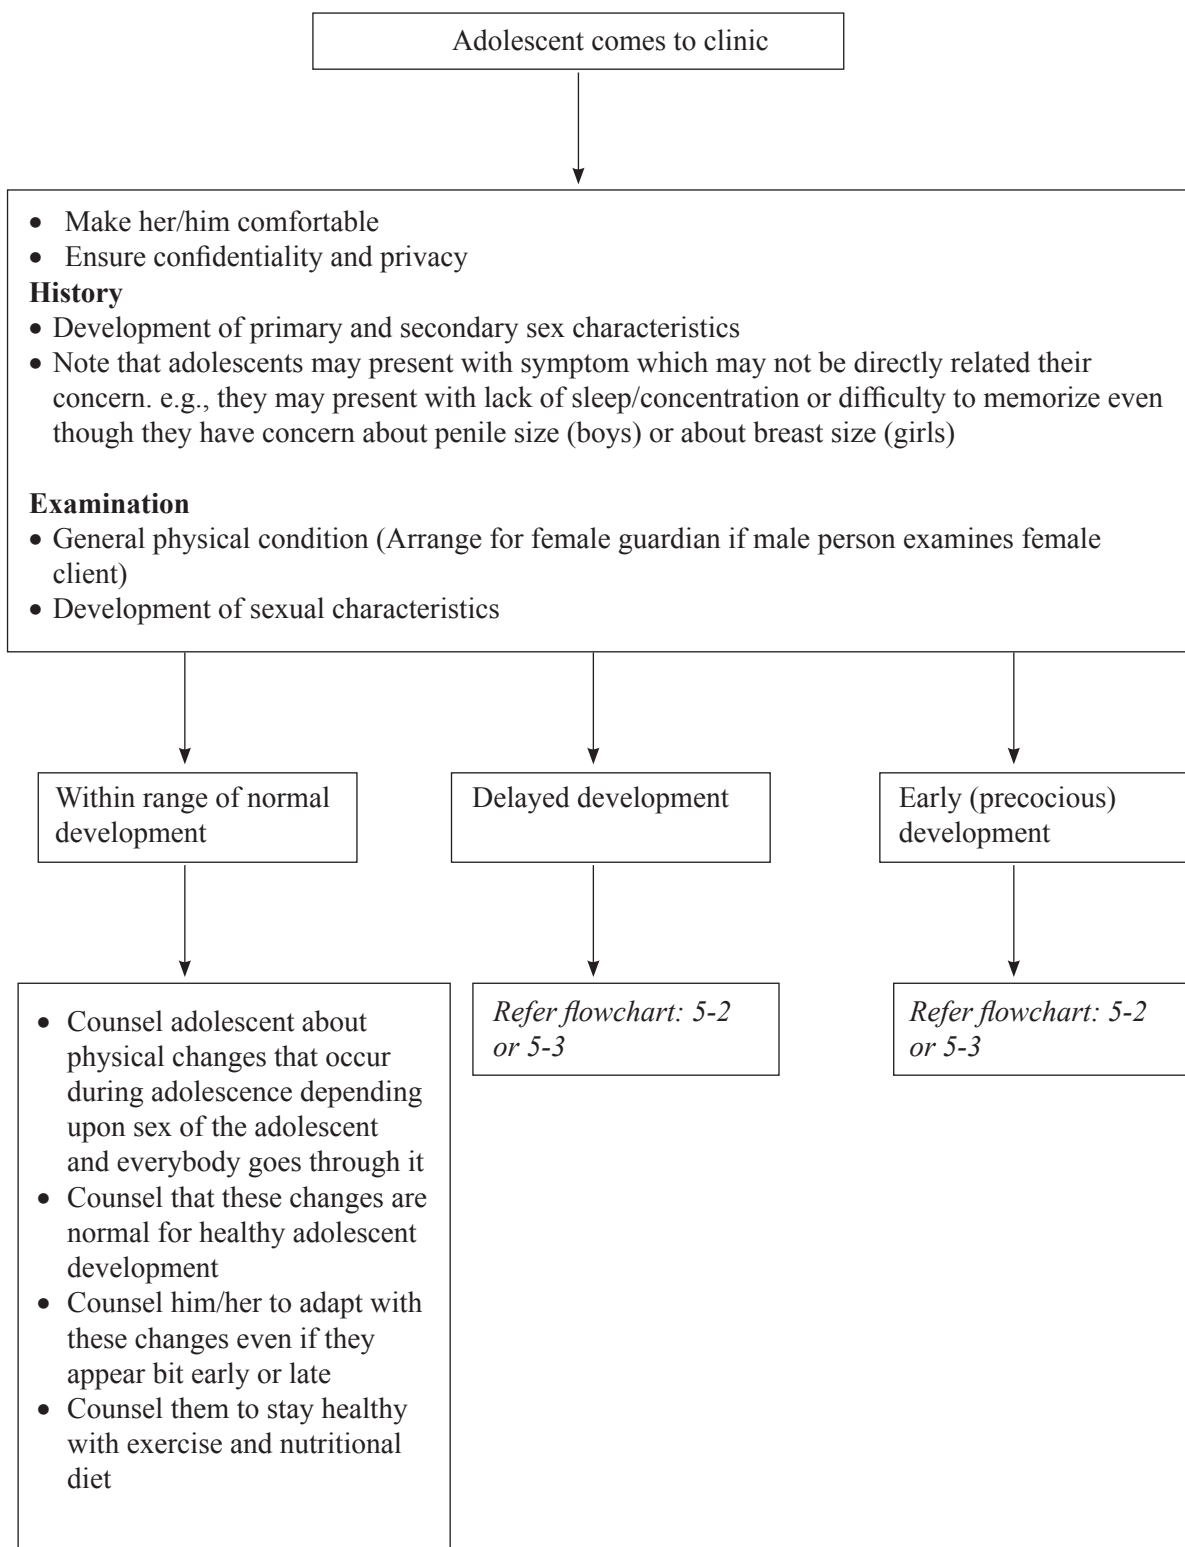 Adolescent comes to clinic
• Make her/him comfortable
• Ensure confidentiality and privacy
History
• Development of primary and secondary sex characteristics
• Note that adolescents may present with symptom which may not be directly related their
concern. e.g., they may present with lack of sleep/concentration or difficulty to memorize even
though they have concern about penile size (boys) or about breast size (girls)
Examination
• General physical condition (Arrange for female guardian if male person examines female
client)
• Development of sexual characteristics
Within range of normal
development
Delayed development
Early (precocious)
development
• Counsel adolescent about
physical changes that occur
during adolescence depending
upon sex of the adolescent
and everybody goes through it
• Counsel that these changes are
normal for healthy adolescent
development
• Counsel him/her to adapt with
these changes even if they
appear bit early or late
• Counsel them to stay healthy
with exercise and nutritional
diet
Refer flowchart: 5-2
or 5-3
Refer flowchart: 5-2
or 5-3